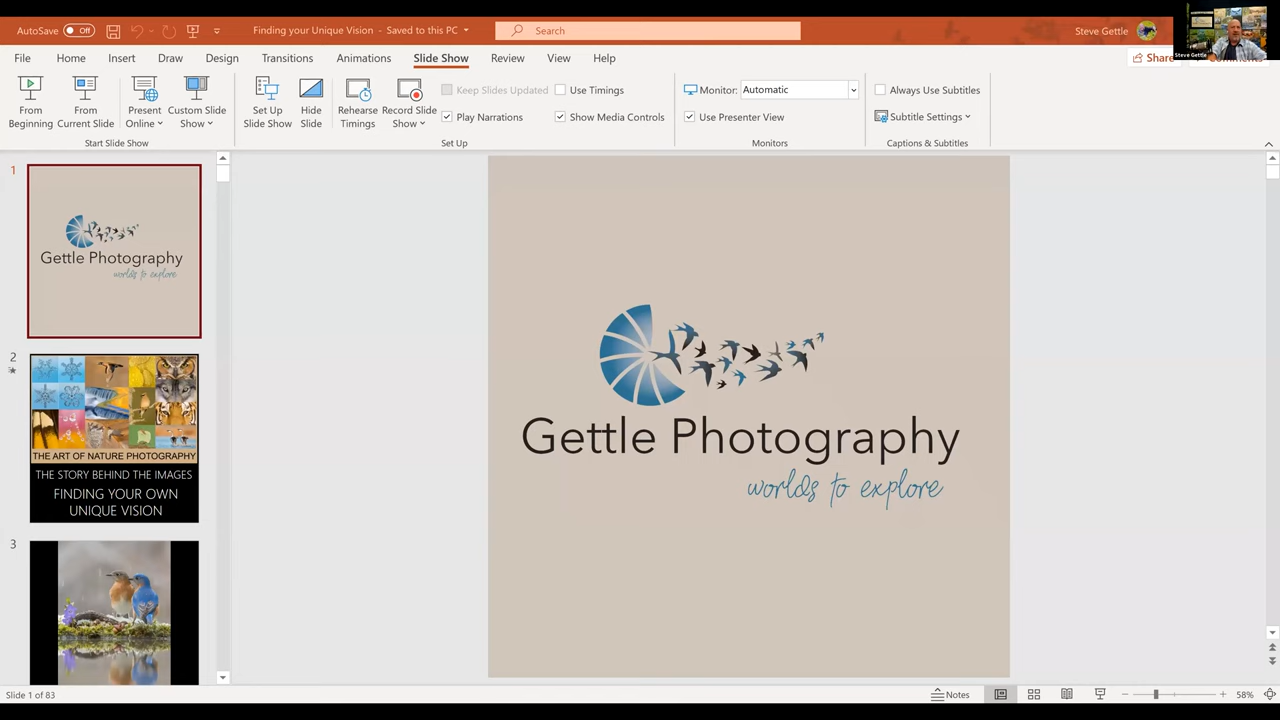 AutoSave Off
Finding your Unique Vision - Saved to this PC
Search
Steve Gettle
Steve Gettle
File Home Insert Draw Design Transitions Animations Slide Show Review View Help
Share
Comments
From Beginning
From Current Slide
Present Online
Custom Slide Show
Start Slide Show
Set Up Slide Show
Hide Slide
Rehearse Timings
Record Slide Show
Keep Slides Updated
Use Timings
Play Narrations
Show Media Controls
Set Up
Monitor: Automatic
Use Presenter View
Monitors
Always Use Subtitles
Subtitle Settings
Captions & Subtitles
1
Gettle Photography
worlds to explore
2
THE ART OF NATURE PHOTOGRAPHY
THE STORY BEHIND THE IMAGES
FINDING YOUR OWN
UNIQUE VISION
3
Gettle Photography
worlds to explore
Slide 1 of 83
Notes
58%